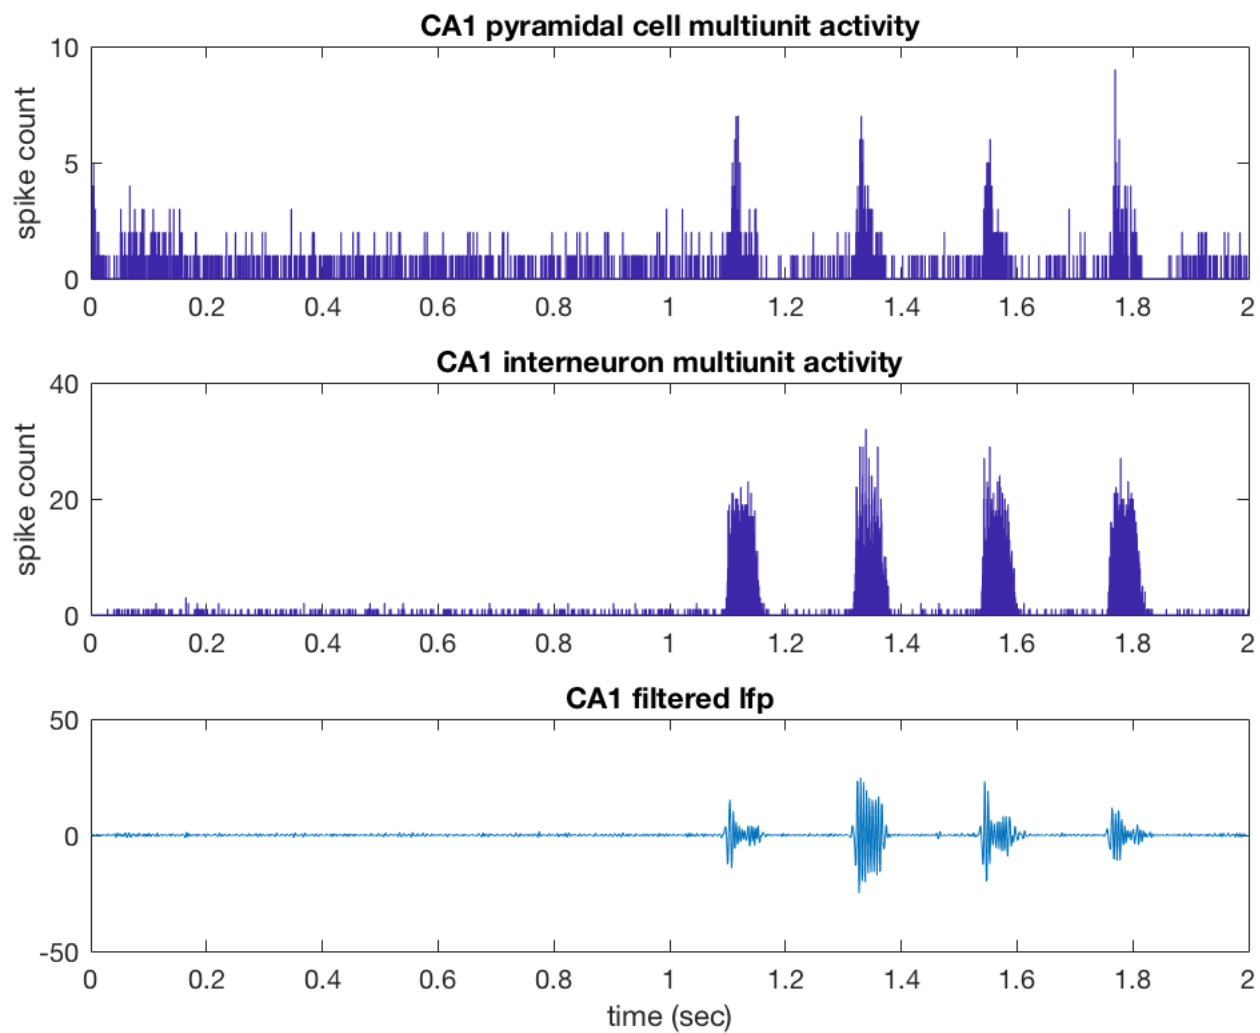 CA1 pyramidal cell multiunit activity
10
5
0
spike count
0 0.2 0.4 0.6 0.8 1 1.2 1.4 1.6 1.8 2
CA1 interneuron multiunit activity
40
20
0
spike count
0 0.2 0.4 0.6 0.8 1 1.2 1.4 1.6 1.8 2
CA1 filtered lfp
50
0
-50
0 0.2 0.4 0.6 0.8 1 1.2 1.4 1.6 1.8 2
time (sec)